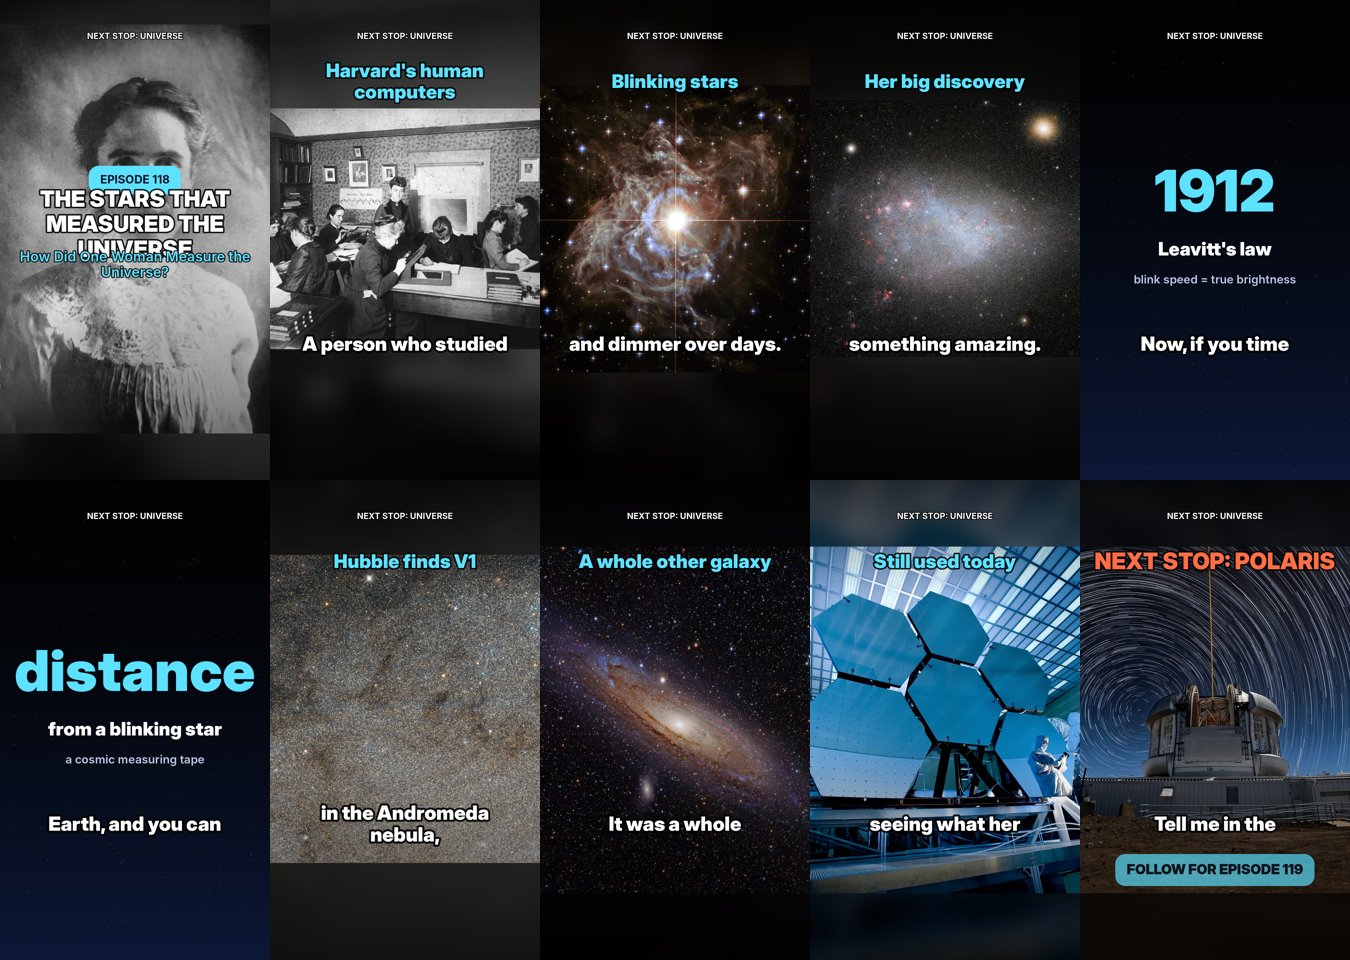 NEXT STOP: UNIVERSE
EPISODE 118
THE STARS THAT
MEASURED THE
UNIVERSE
How Did One Woman Measure the
Universe?
NEXT STOP: UNIVERSE
Harvard's human
computers
A person who studied
NEXT STOP: UNIVERSE
Blinking stars
and dimmer over days.
NEXT STOP: UNIVERSE
Her big discovery
something amazing.
NEXT STOP: UNIVERSE
1912
Leavitt's law
blink speed = true brightness
Now, if you time
NEXT STOP: UNIVERSE
distance
from a blinking star
a cosmic measuring tape
Earth, and you can
NEXT STOP: UNIVERSE
Hubble finds V1
in the Andromeda
nebula,
NEXT STOP: UNIVERSE
A whole other galaxy
It was a whole
NEXT STOP: UNIVERSE
Still used today
seeing what her
NEXT STOP: UNIVERSE
NEXT STOP: POLARIS
Tell me in the
FOLLOW FOR EPISODE 119